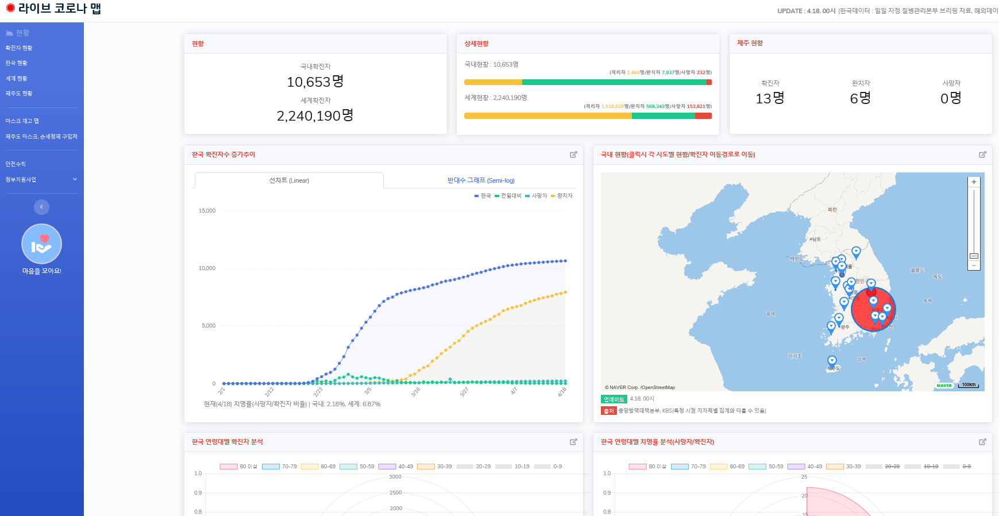 라이브 코로나 맵
UPDATE : 4.18. 00시 (한국데이터 : 일일 자정 질병관리본부 브리핑 자료, 해외데이
현황
확진자 현황
한국 현황
세계 현황
제주도 현황
마스크 재고 맵
제주도 마스크, 손세정제 구입처
안전수칙
정부지원사업
마음을 모아요!
현황
국내확진자
10,653명
세계확진자
2,240,190명
상세현황
국내현황 : 10,653명
(격리자 2,484명/완치자 7,937명/사망자 232명)
세계현황 : 2,240,190명
(격리자 1,518,026명/완치자 568,343명/사망자 153,821명)
제주 현황
확진자 완치자 사망자
13명 6명 0명
한국 확진자수 증가추이
선차트 (Linear) 반대수 그래프 (Semi-log)
한국 전일대비 사망자 완치자
15,000
10,000
5,000
0
2/1 2/12 2/23 3/5 3/16 3/27 4/7 4/18
현재(4/18) 치명률(사망자/확진자 비율) | 국내: 2.18%, 세계: 6.87%
국내 현황(클릭시 각 시도별 현황/확진자 이동경로로 이동)
북한
남포
백령도
울릉도
독도
동해
황해
광주
가거초
남해
제주도
© NAVER Corp. /OpenStreetMap
NAVER 100km
업데이트 4.18. 00시
출처 중앙방역대책본부, KBS(특정 시점 지자체별 집계와 다를 수 있음)
한국 연령대별 확진자 분석
80 이상 70-79 60-69 50-59 40-49 30-39 20-29 10-19 0-9
1.0
0.9
0.8
3000
2500
2000
한국 연령대별 치명율 분석(사망자/확진자)
80 이상 70-79 60-69 50-59 40-49 30-39 20-29 10-19 0-9
1.0
0.9
0.8
25
20
15